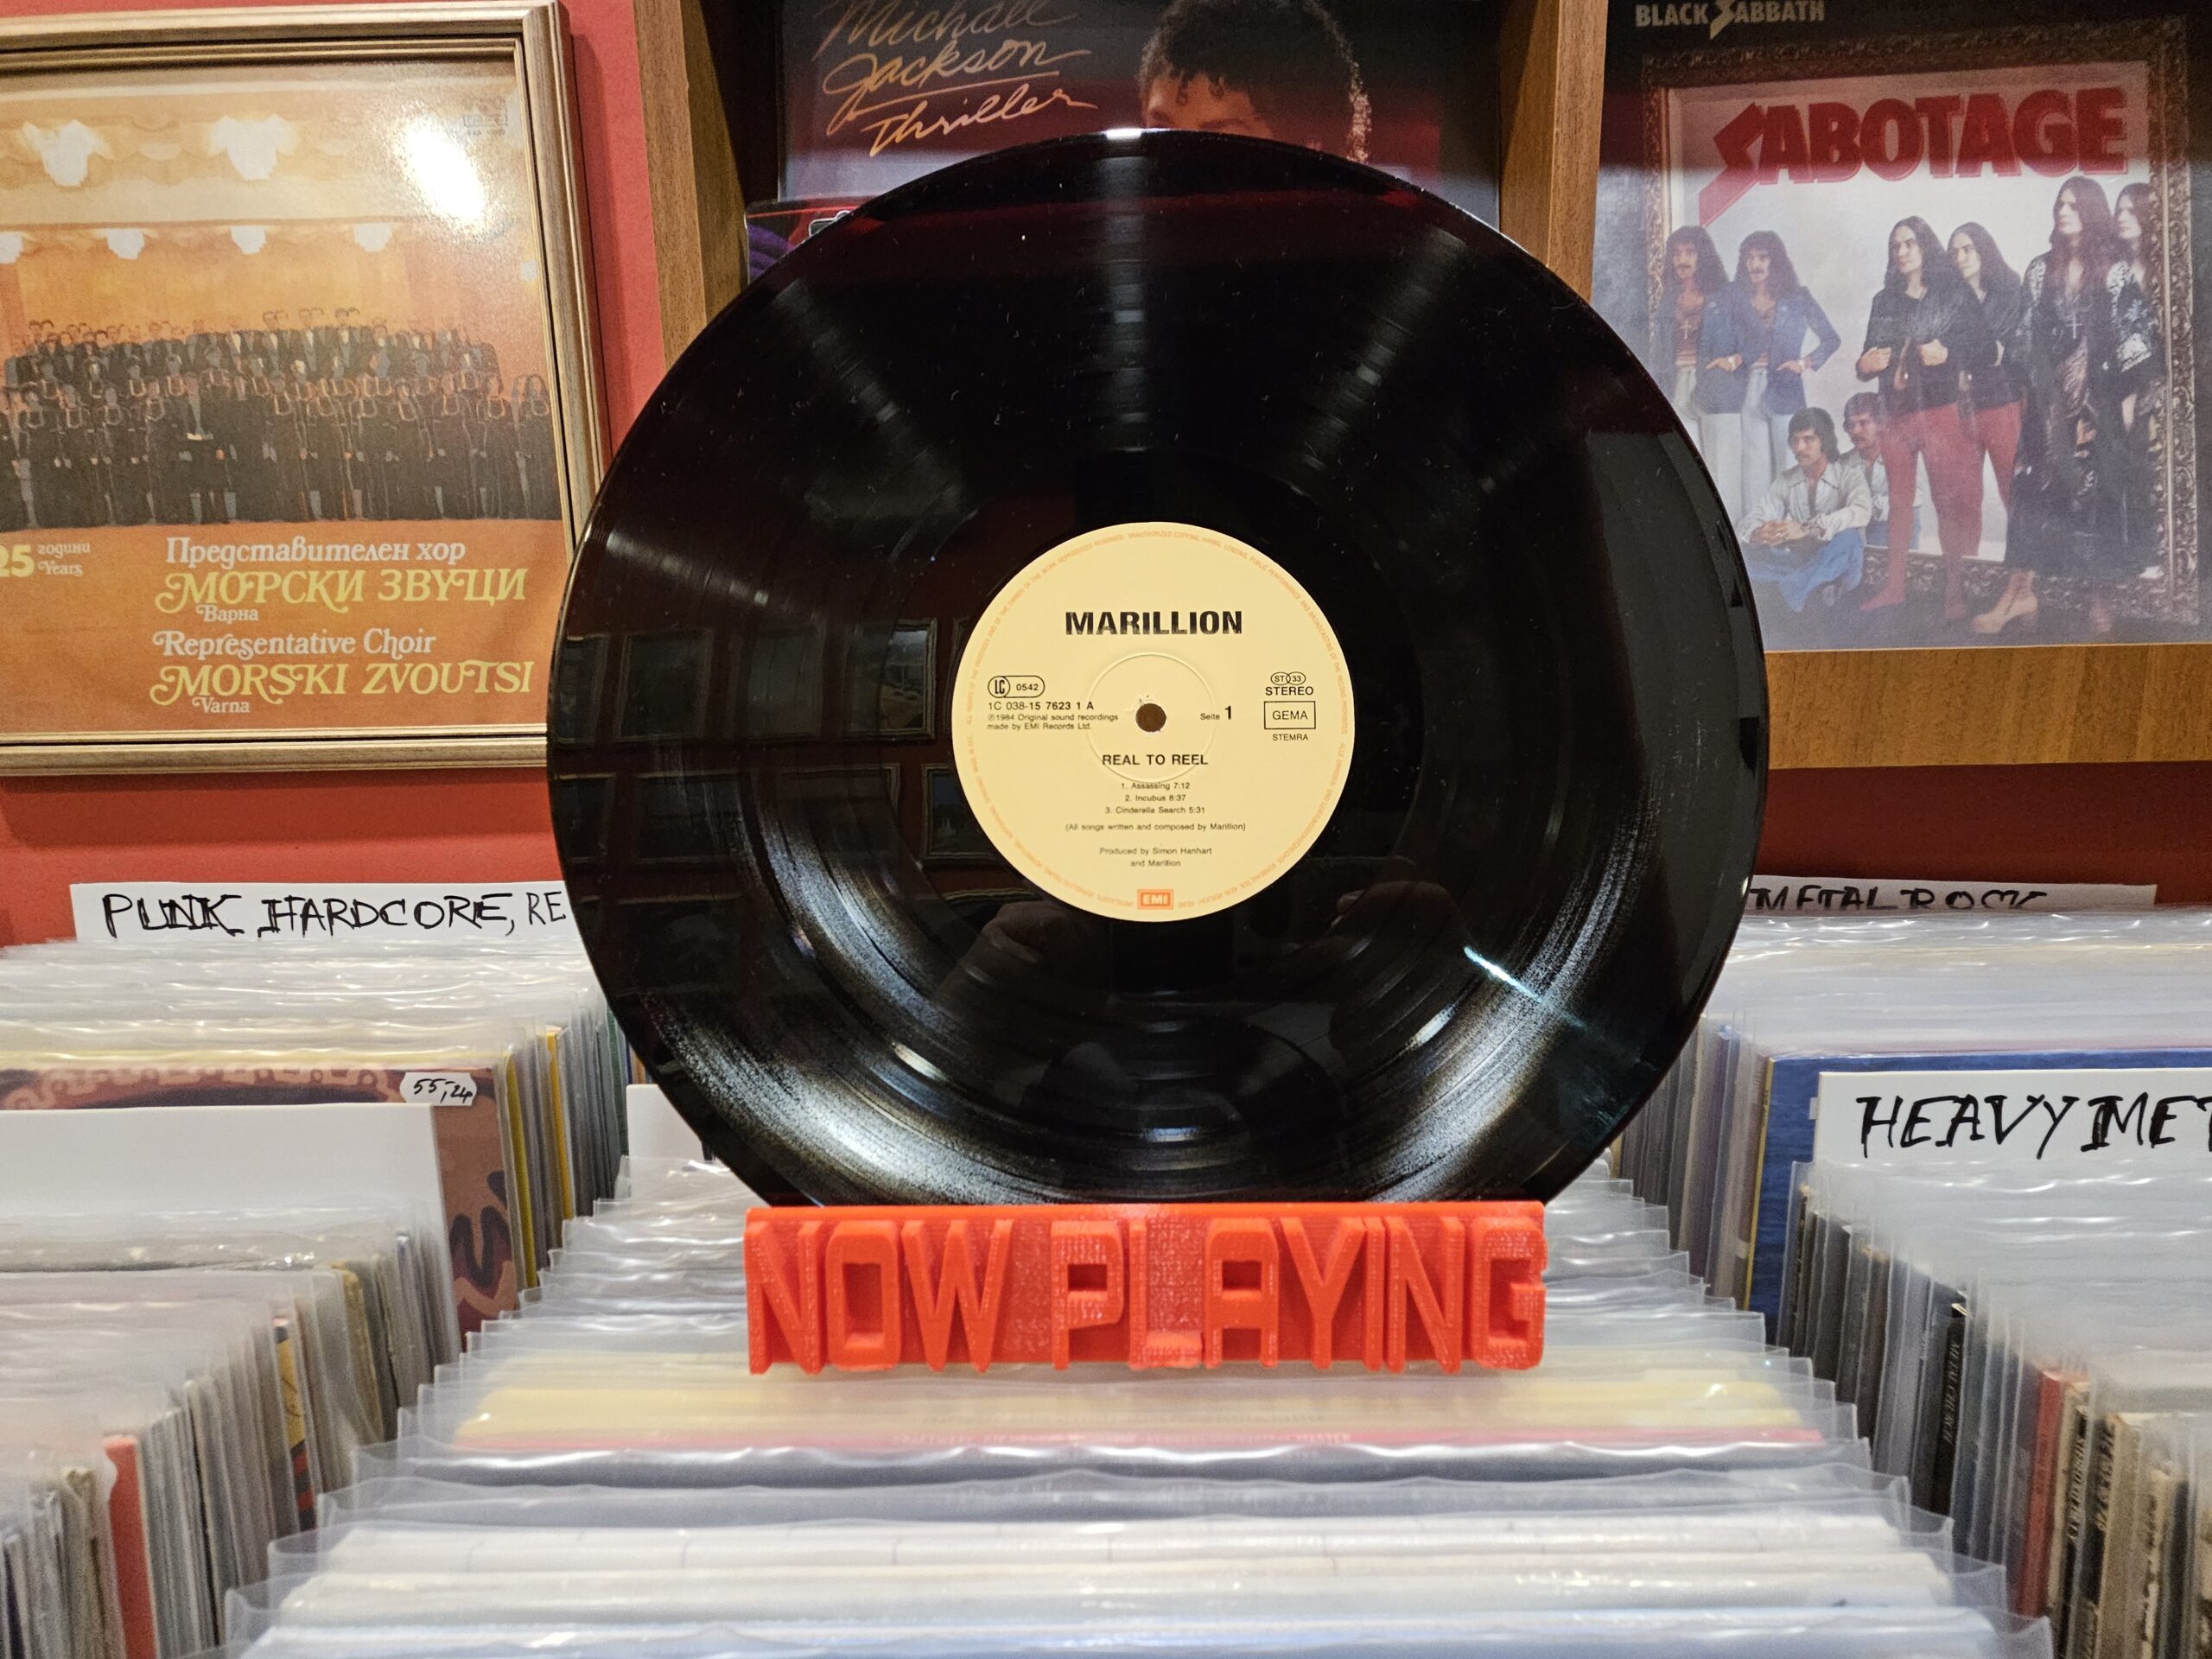 Michael
Jackson
Thriller
BLACK SABBATH
SABOTAGE
25 години
Years
Представителен хор
МОРСКИ ЗВУЦИ
Варна
Representative Choir
MORSKI ZVOUTSI
Varna
MARILLION
LC 0542
1C 038-15 7623 1 A
℗1984 Original sound recordings
made by EMI Records Ltd.
Seite 1
ST 33
STEREO
GEMA
STEMRA
REAL TO REEL
1. Assassing 7:12
2. Incubus 8:37
3. Cinderella Search 5:31
(All songs written and composed by Marillion)
Produced by Simon Hanhart
and Marillion
EMI
PUNK, HARDCORE, RE
METAL ROCK
55,24
HEAVY MET
NOW PLAYING